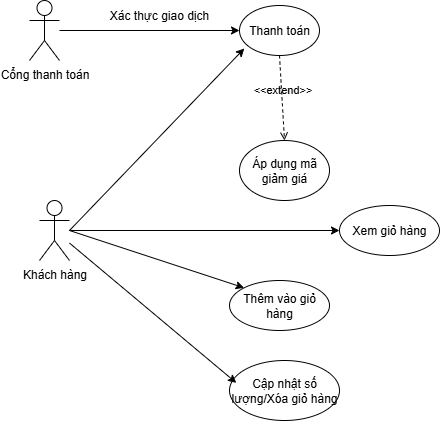 Xác thực giao dịch
Thanh toán
Cổng thanh toán
<<extend>>
Áp dụng mã
giảm giá
Xem giỏ hàng
Khách hàng
Thêm vào giỏ
hàng
Cập nhật số
lượng/Xóa giỏ hàng